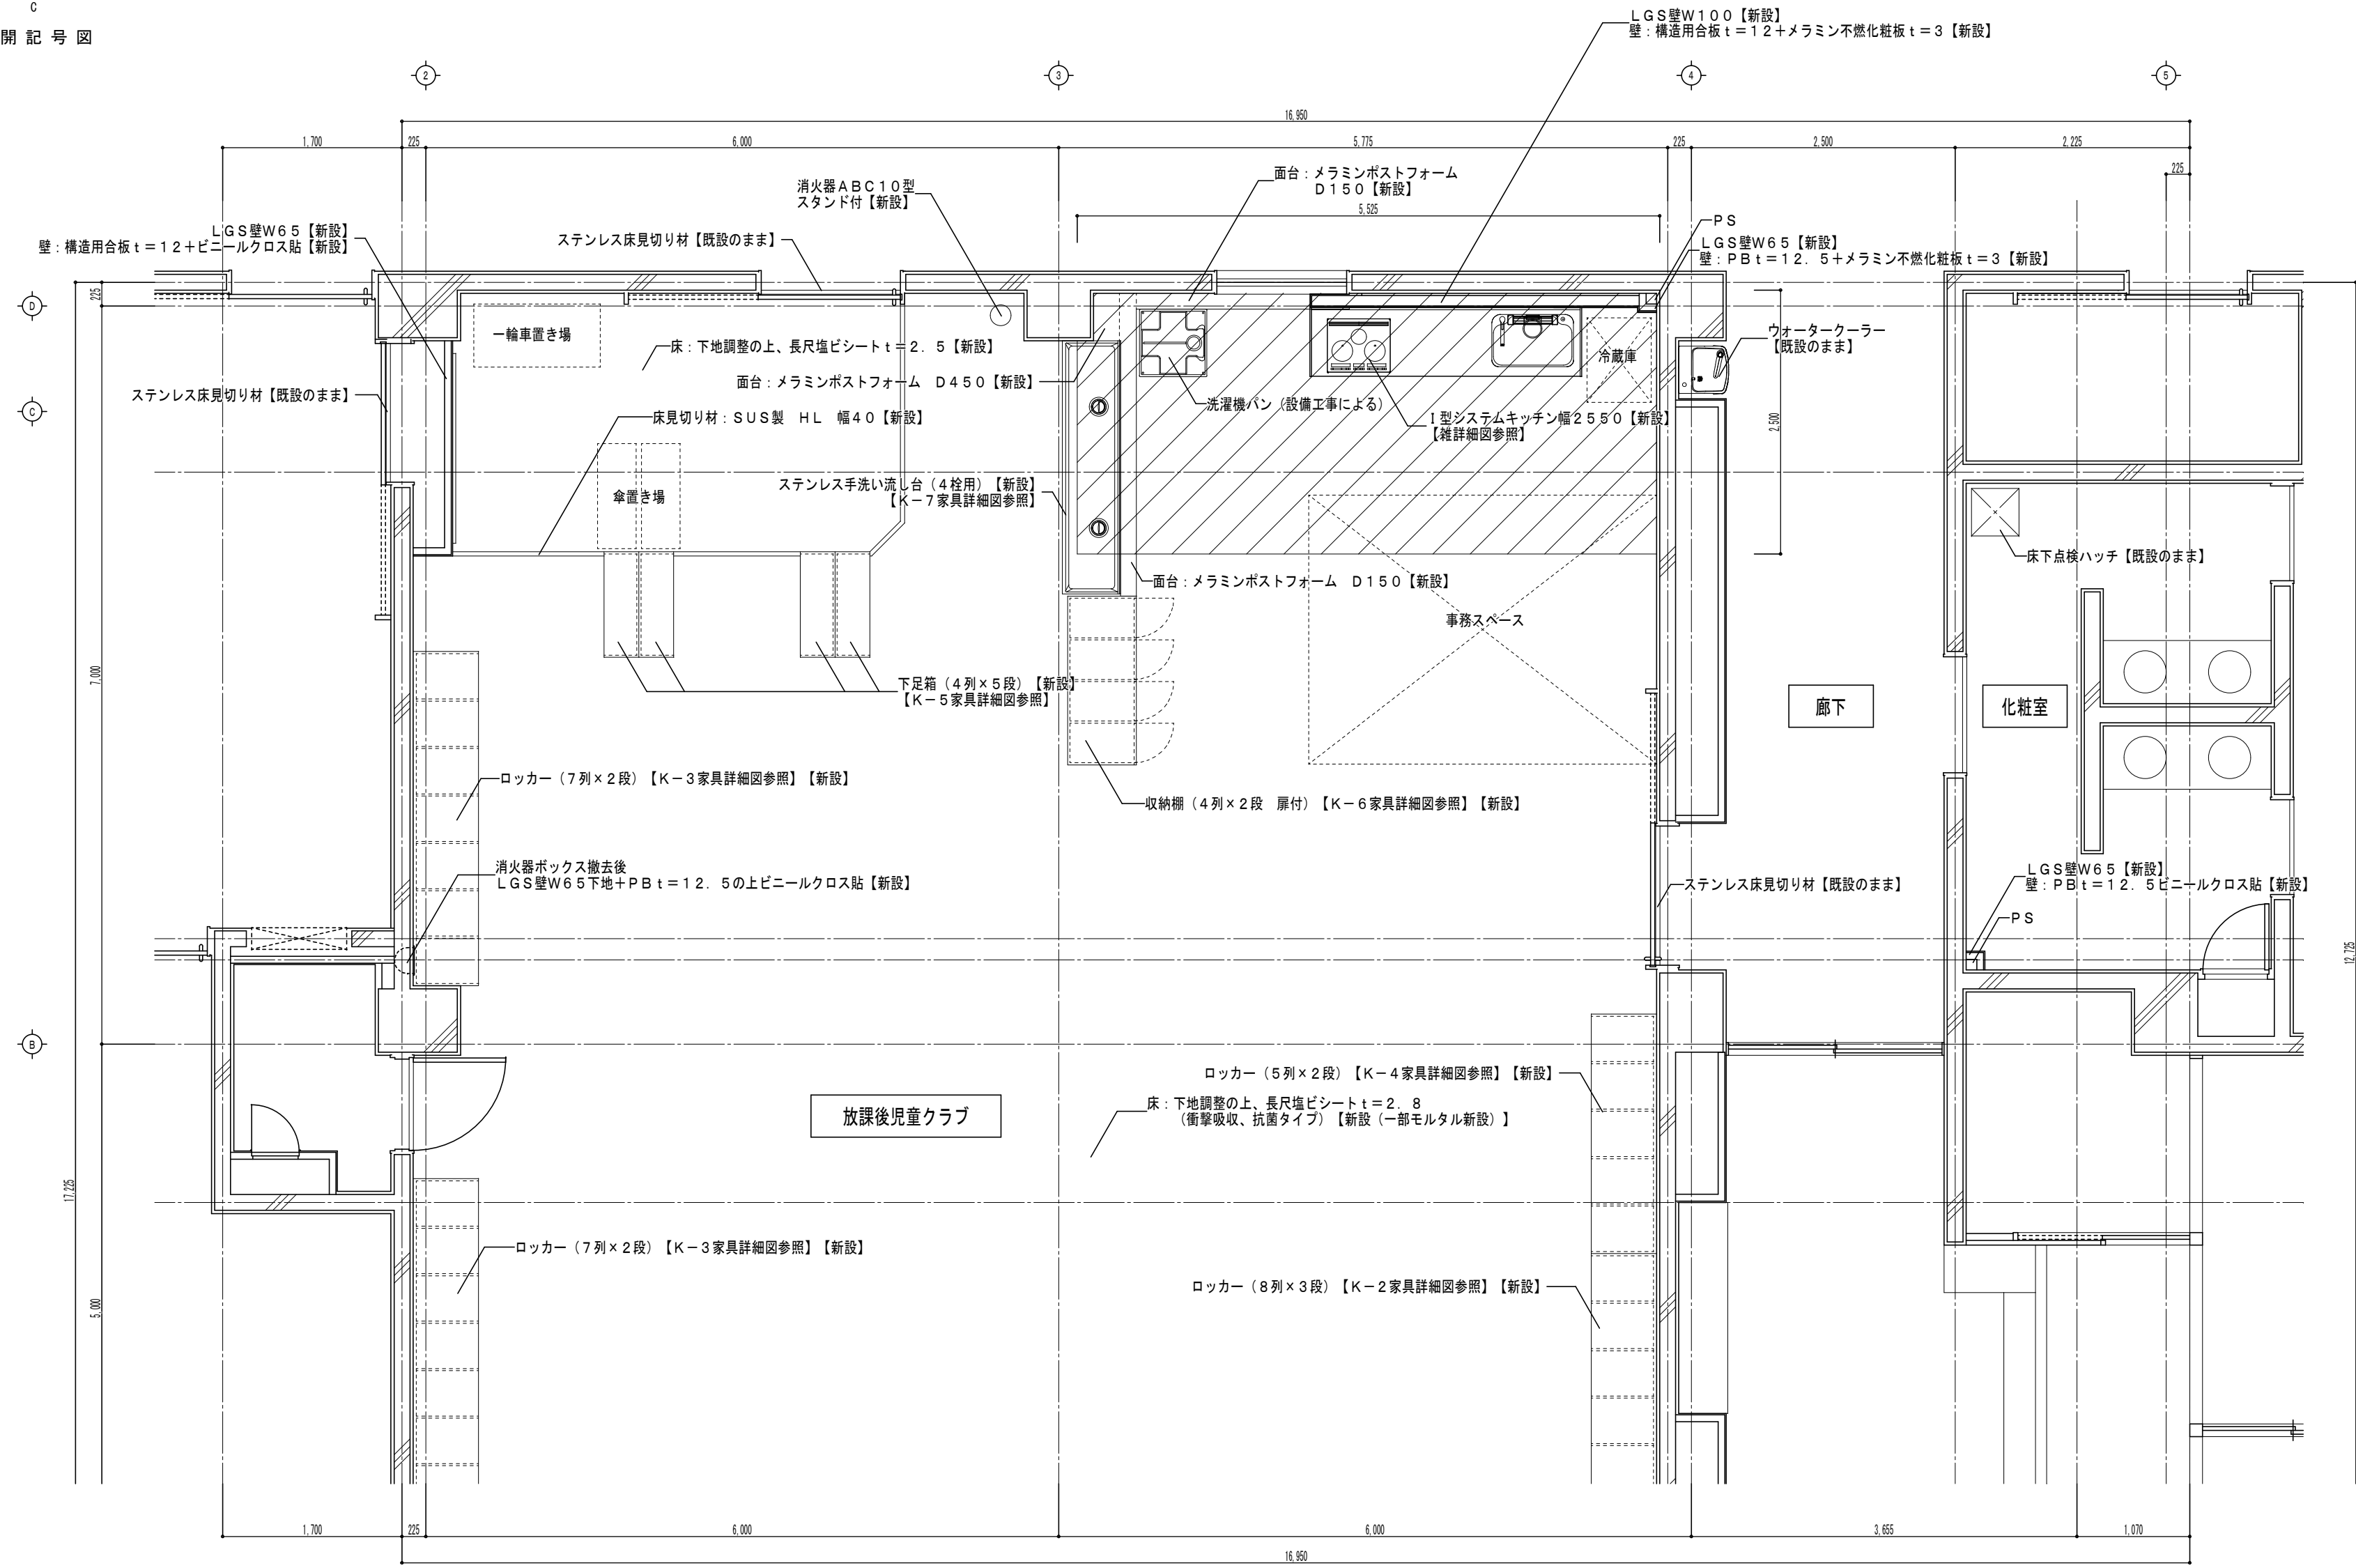 C
開 記 号 図
LGS壁W100【新設】
壁:構造用合板t=12+メラミン不燃化粧板t=3【新設】
2
3
4
5
16,950
1,700
225
6,000
5,775
225
2,500
2,225
225
面台:メラミンポストフォーム
D150【新設】
消火器ABC10型
スタンド付【新設】
5,525
PS
LGS壁W65【新設】
壁:構造用合板t=12+ビニールクロス貼【新設】
ステンレス床見切り材【既設のまま】
LGS壁W65【新設】
壁:PBt=12.5+メラミン不燃化粧板t=3【新設】
225
D
一輪車置き場
床:下地調整の上、長尺塩ビシートt=2.5【新設】
冷蔵庫
ウォータークーラー
【既設のまま】
面台:メラミンポストフォーム D450【新設】
ステンレス床見切り材【既設のまま】
C
洗濯機パン(設備工事による)
床見切り材:SUS製 HL 幅40【新設】
I型システムキッチン幅2550【新設】
【雑詳細図参照】
2,500
ステンレス手洗い流し台(4栓用)【新設】
【K-7家具詳細図参照】
傘置き場
床下点検ハッチ【既設のまま】
面台:メラミンポストフォーム D150【新設】
事務スペース
7,000
下足箱(4列×5段)【新設】
【K-5家具詳細図参照】
廊下
化粧室
ロッカー(7列×2段)【K-3家具詳細図参照】【新設】
収納棚(4列×2段 扉付)【K-6家具詳細図参照】【新設】
消火器ボックス撤去後
LGS壁W65下地+PBt=12.5の上ビニールクロス貼【新設】
ステンレス床見切り材【既設のまま】
LGS壁W65【新設】
壁:PBt=12.5ビニールクロス貼【新設】
PS
12,725
B
ロッカー(5列×2段)【K-4家具詳細図参照】【新設】
放課後児童クラブ
床:下地調整の上、長尺塩ビシートt=2.8
(衝撃吸収、抗菌タイプ)【新設(一部モルタル新設)】
17,225
ロッカー(7列×2段)【K-3家具詳細図参照】【新設】
ロッカー(8列×3段)【K-2家具詳細図参照】【新設】
5,000
1,700
225
6,000
6,000
3,655
1,070
16,950